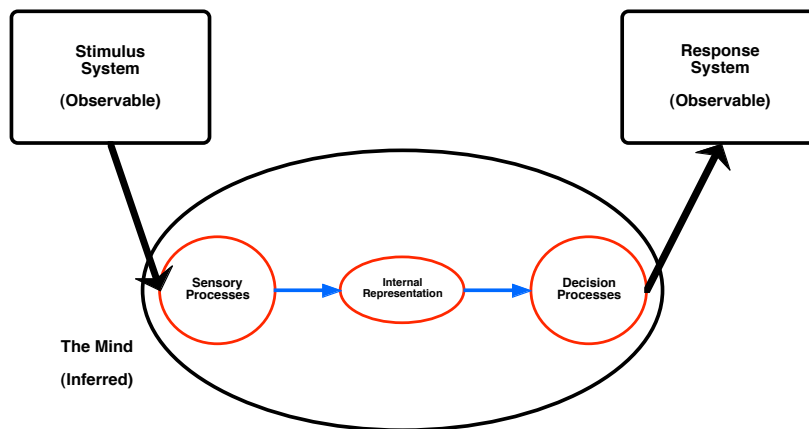 Stimulus
System
(Observable)
Response
System
(Observable)
Sensory
Processes
Internal
Representation
Decision
Processes
The Mind
(Inferred)